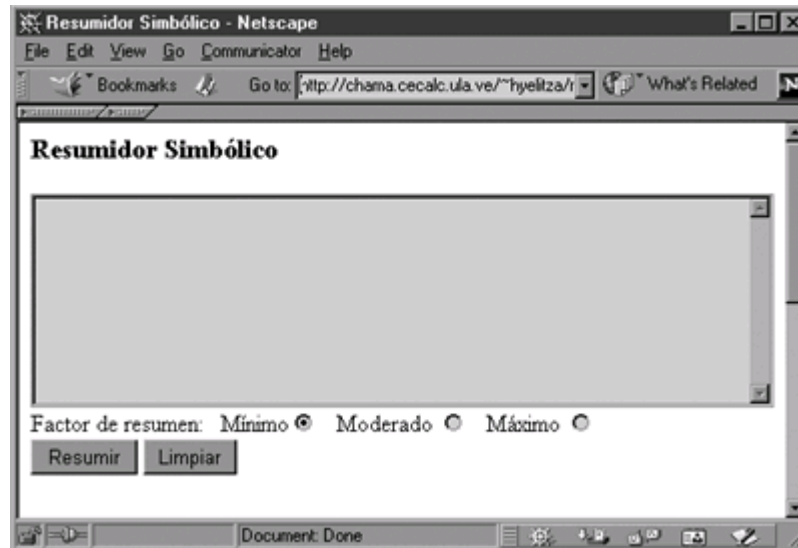 Resumidor Simbólico - Netscape
File Edit View Go Communicator Help
Bookmarks Go to: http://chama.cecalc.ula.ve/~hyelitza/r What's Related N
Resumidor Simbólico
Factor de resumen: Mínimo Moderado Máximo
Resumir Limpiar
Document: Done